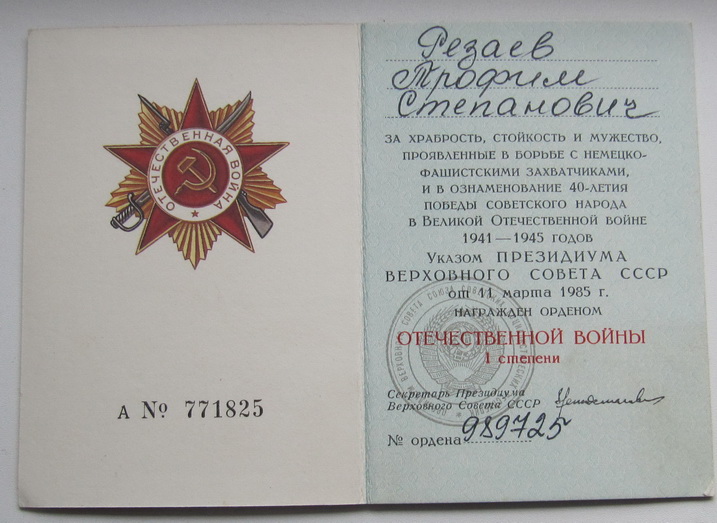 ОТЕЧЕСТВЕННАЯ ВОЙНА
А № 771825
Резаев
Трофим
Степанович
ЗА ХРАБРОСТЬ, СТОЙКОСТЬ И МУЖЕСТВО,
ПРОЯВЛЕННЫЕ В БОРЬБЕ С НЕМЕЦКО-
ФАШИСТСКИМИ ЗАХВАТЧИКАМИ,
И В ОЗНАМЕНОВАНИЕ 40-ЛЕТИЯ
ПОБЕДЫ СОВЕТСКОГО НАРОДА
В ВЕЛИКОЙ ОТЕЧЕСТВЕННОЙ ВОЙНЕ
1941—1945 ГОДОВ
УКАЗОМ ПРЕЗИДИУМА
ВЕРХОВНОГО СОВЕТА СССР
от 11 марта 1985 г.
НАГРАЖДЕН ОРДЕНОМ
ОТЕЧЕСТВЕННОЙ ВОЙНЫ
I степени
Секретарь Президиума
Верховного Совета СССР
№ ордена 989725